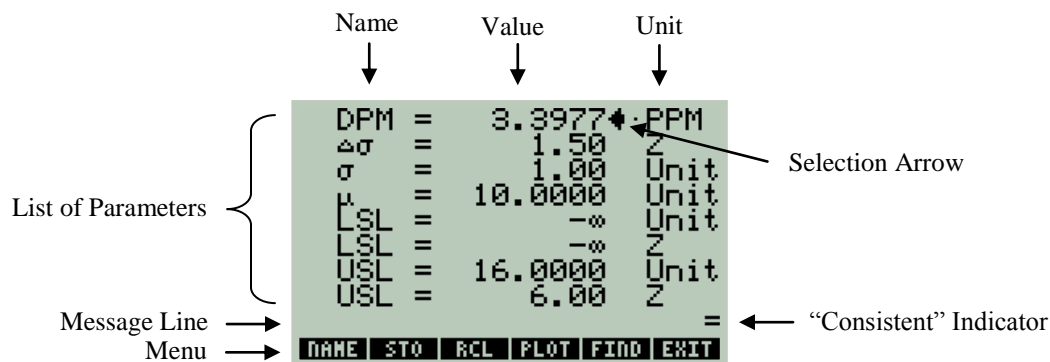 Name Value Unit
DPM = 3.3977 PPM
Δσ = 1.50 Z
σ = 1.00 Unit
μ = 10.0000 Unit
LSL = -∞ Unit
LSL = -∞ Z
USL = 16.0000 Unit
USL = 6.00 Z
=
NAME STO RCL PLOT FIND EXIT
Selection Arrow
List of Parameters
Message Line
Menu
“Consistent” Indicator